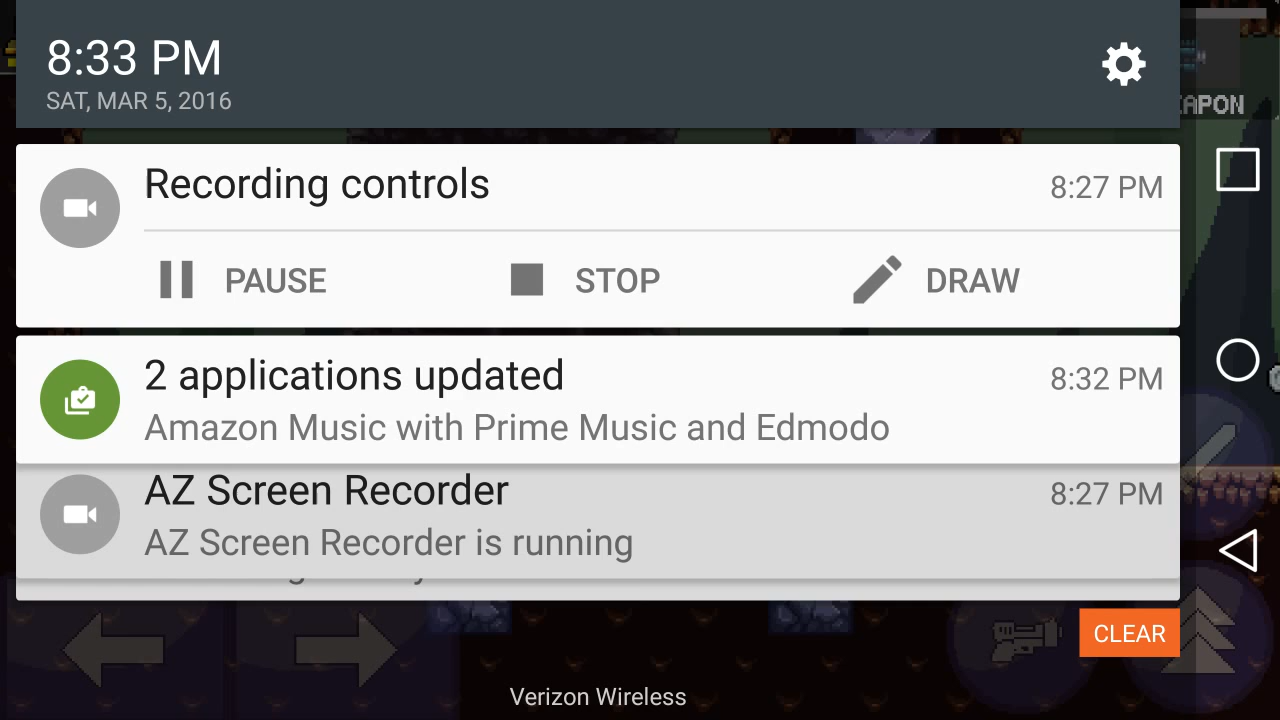 8:33 PM
SAT, MAR 5, 2016
Recording controls 8:27 PM
PAUSE STOP DRAW
2 applications updated 8:32 PM
Amazon Music with Prime Music and Edmodo
AZ Screen Recorder 8:27 PM
AZ Screen Recorder is running
CLEAR
Verizon Wireless